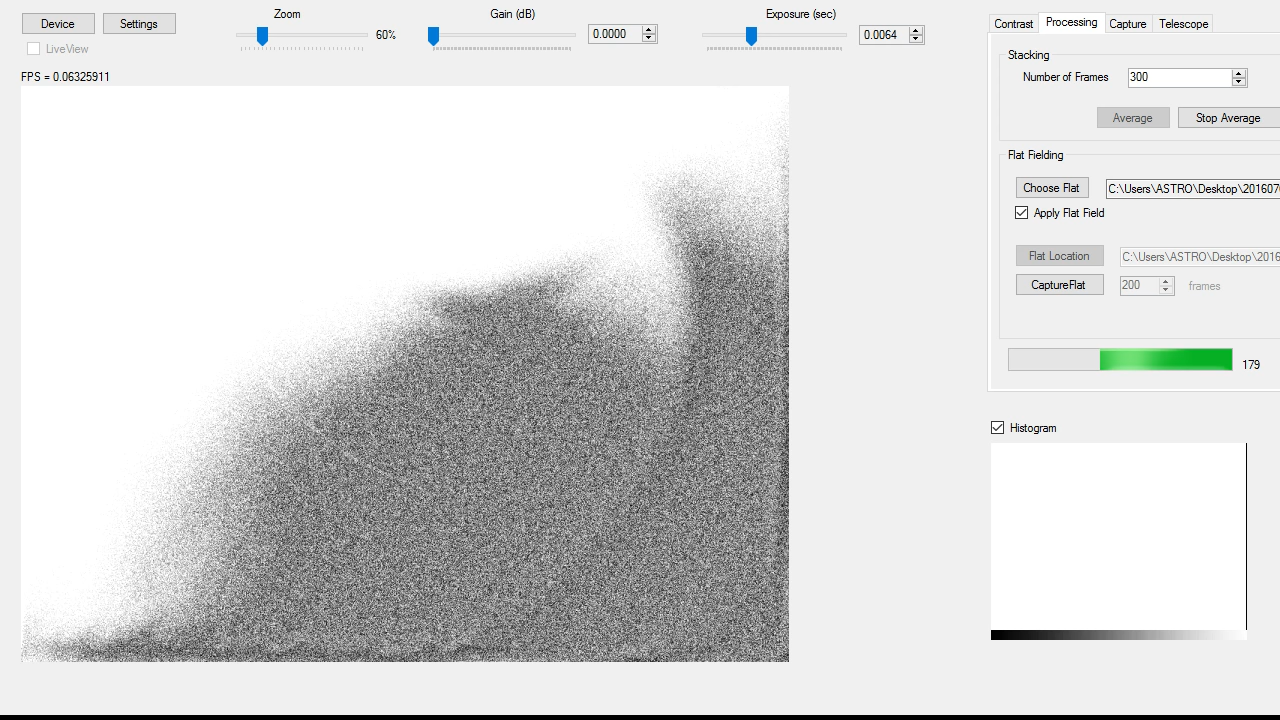 Device
Settings
LiveView
Zoom
60%
Gain (dB)
0.0000
Exposure (sec)
0.0064
FPS = 0.06325911
Contrast
Processing
Capture
Telescope
Stacking
Number of Frames
300
Average
Stop Average
Flat Fielding
Choose Flat
C:\Users\ASTRO\Desktop\201607
Apply Flat Field
Flat Location
C:\Users\ASTRO\Desktop\2016
CaptureFlat
200
frames
179
Histogram